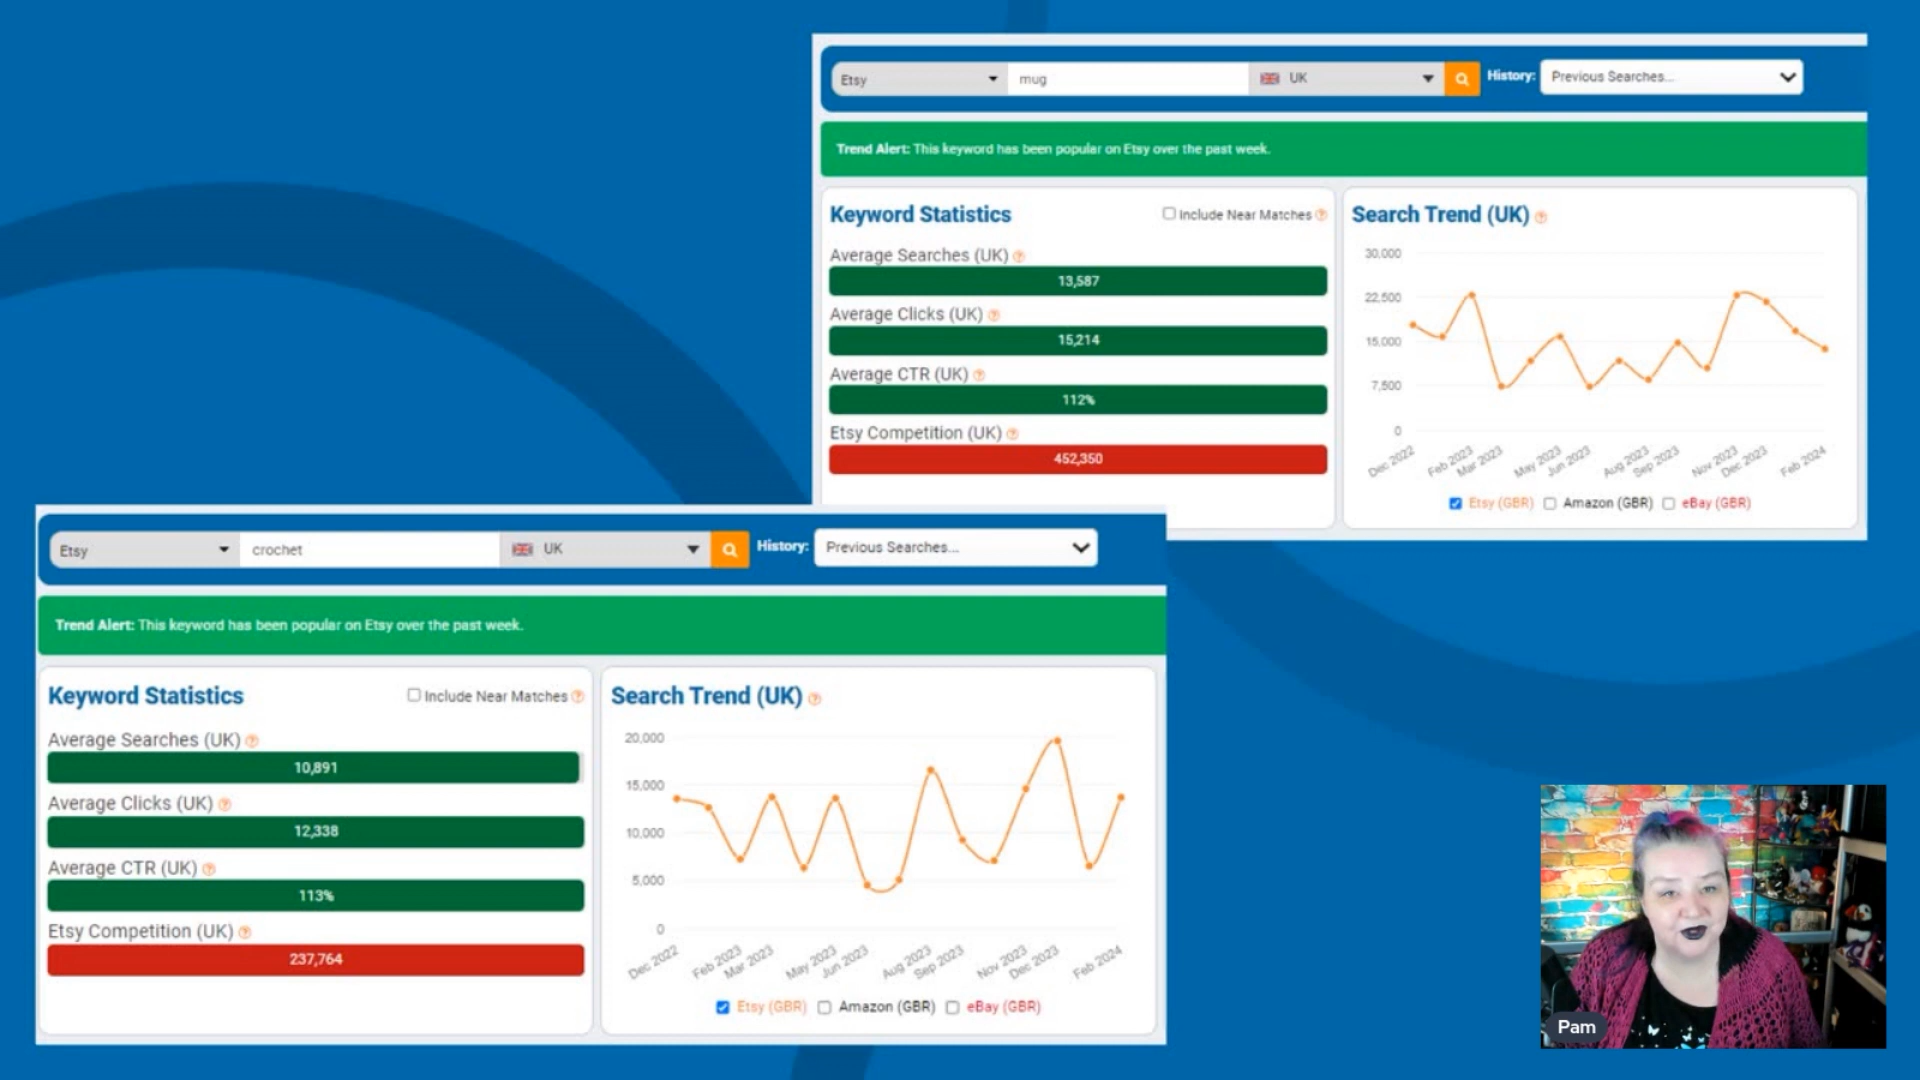 Etsy
mug
UK
History:
Previous Searches...
Trend Alert: This keyword has been popular on Etsy over the past week.
Keyword Statistics
Include Near Matches
Average Searches (UK)
13,587
Average Clicks (UK)
15,214
Average CTR (UK)
112%
Etsy Competition (UK)
452,350
Search Trend (UK)
30,000
22,500
15,000
7,500
0
Dec 2022
Feb 2023
Mar 2023
May 2023
Jun 2023
Aug 2023
Sep 2023
Nov 2023
Dec 2023
Feb 2024
Etsy (GBR)
Amazon (GBR)
eBay (GBR)
Etsy
crochet
UK
History:
Previous Searches...
Trend Alert: This keyword has been popular on Etsy over the past week.
Keyword Statistics
Include Near Matches
Average Searches (UK)
10,891
Average Clicks (UK)
12,338
Average CTR (UK)
113%
Etsy Competition (UK)
237,764
Search Trend (UK)
20,000
15,000
10,000
5,000
0
Dec 2022
Feb 2023
Mar 2023
May 2023
Jun 2023
Aug 2023
Sep 2023
Nov 2023
Dec 2023
Feb 2024
Etsy (GBR)
Amazon (GBR)
eBay (GBR)
Pam